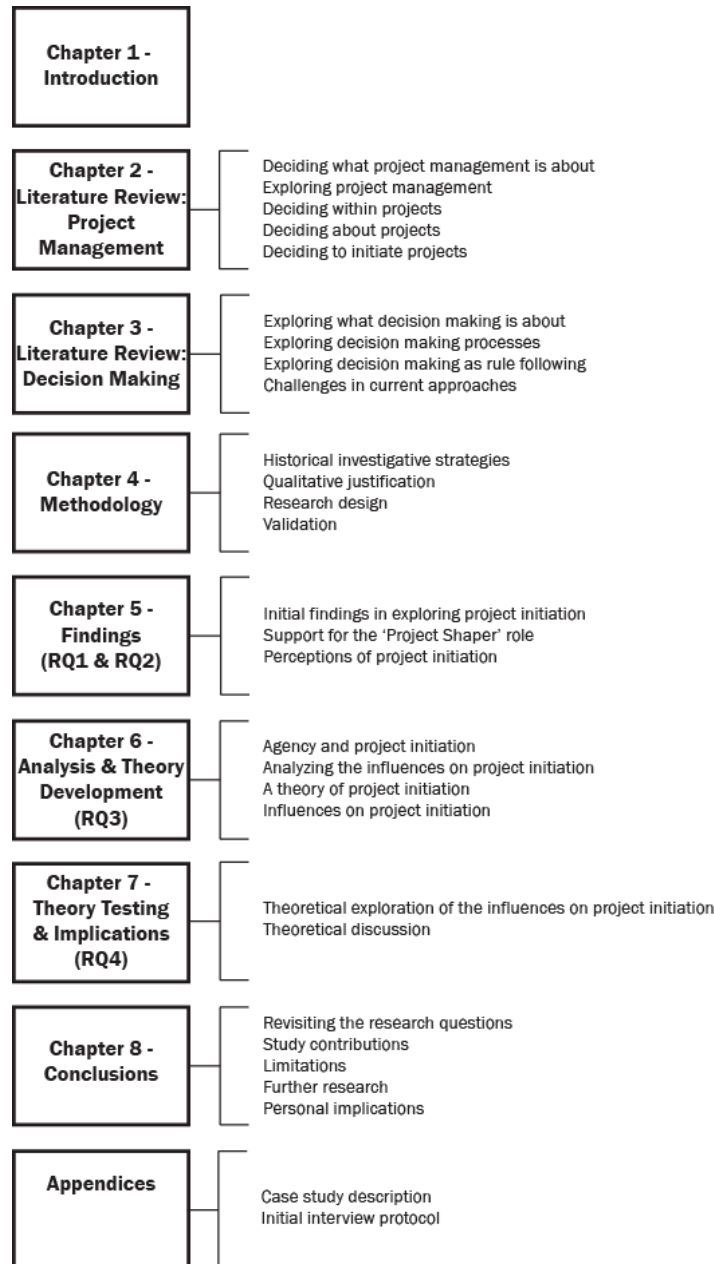 Chapter 1 -
Introduction
Chapter 2 -
Literature Review:
Project
Management
Deciding what project management is about
Exploring project management
Deciding within projects
Deciding about projects
Deciding to initiate projects
Chapter 3 -
Literature Review:
Decision Making
Exploring what decision making is about
Exploring decision making processes
Exploring decision making as rule following
Challenges in current approaches
Chapter 4 -
Methodology
Historical investigative strategies
Qualitative justification
Research design
Validation
Chapter 5 -
Findings
(RQ1 & RQ2)
Initial findings in exploring project initiation
Support for the ‘Project Shaper’ role
Perceptions of project initiation
Chapter 6 -
Analysis & Theory
Development
(RQ3)
Agency and project initiation
Analyzing the influences on project initiation
A theory of project initiation
Influences on project initiation
Chapter 7 -
Theory Testing
& Implications
(RQ4)
Theoretical exploration of the influences on project initiation
Theoretical discussion
Chapter 8 -
Conclusions
Revisiting the research questions
Study contributions
Limitations
Further research
Personal implications
Appendices
Case study description
Initial interview protocol